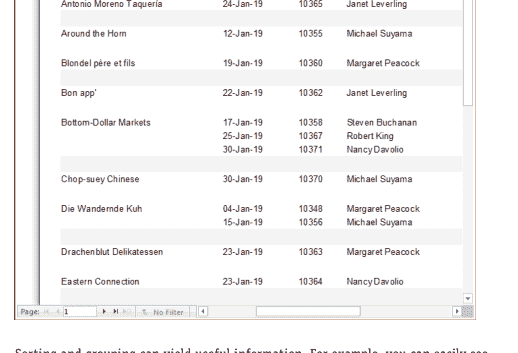 Antonio Moreno Taquería 24-Jan-19 10365 Janet Leverling
Around the Horn 12-Jan-19 10355 Michael Suyama
Blondel père et fils 19-Jan-19 10360 Margaret Peacock
Bon app' 22-Jan-19 10362 Janet Leverling
Bottom-Dollar Markets 17-Jan-19 10358 Steven Buchanan
25-Jan-19 10367 Robert King
30-Jan-19 10371 Nancy Davolio
Chop-suey Chinese 30-Jan-19 10370 Michael Suyama
Die Wandernde Kuh 04-Jan-19 10348 Margaret Peacock
15-Jan-19 10356 Michael Suyama
Drachenblut Delikatessen 23-Jan-19 10363 Margaret Peacock
Eastern Connection 23-Jan-19 10364 Nancy Davolio
Page: 1 No Filter
Sorting and grouping can yield useful information. For example, you can easily see